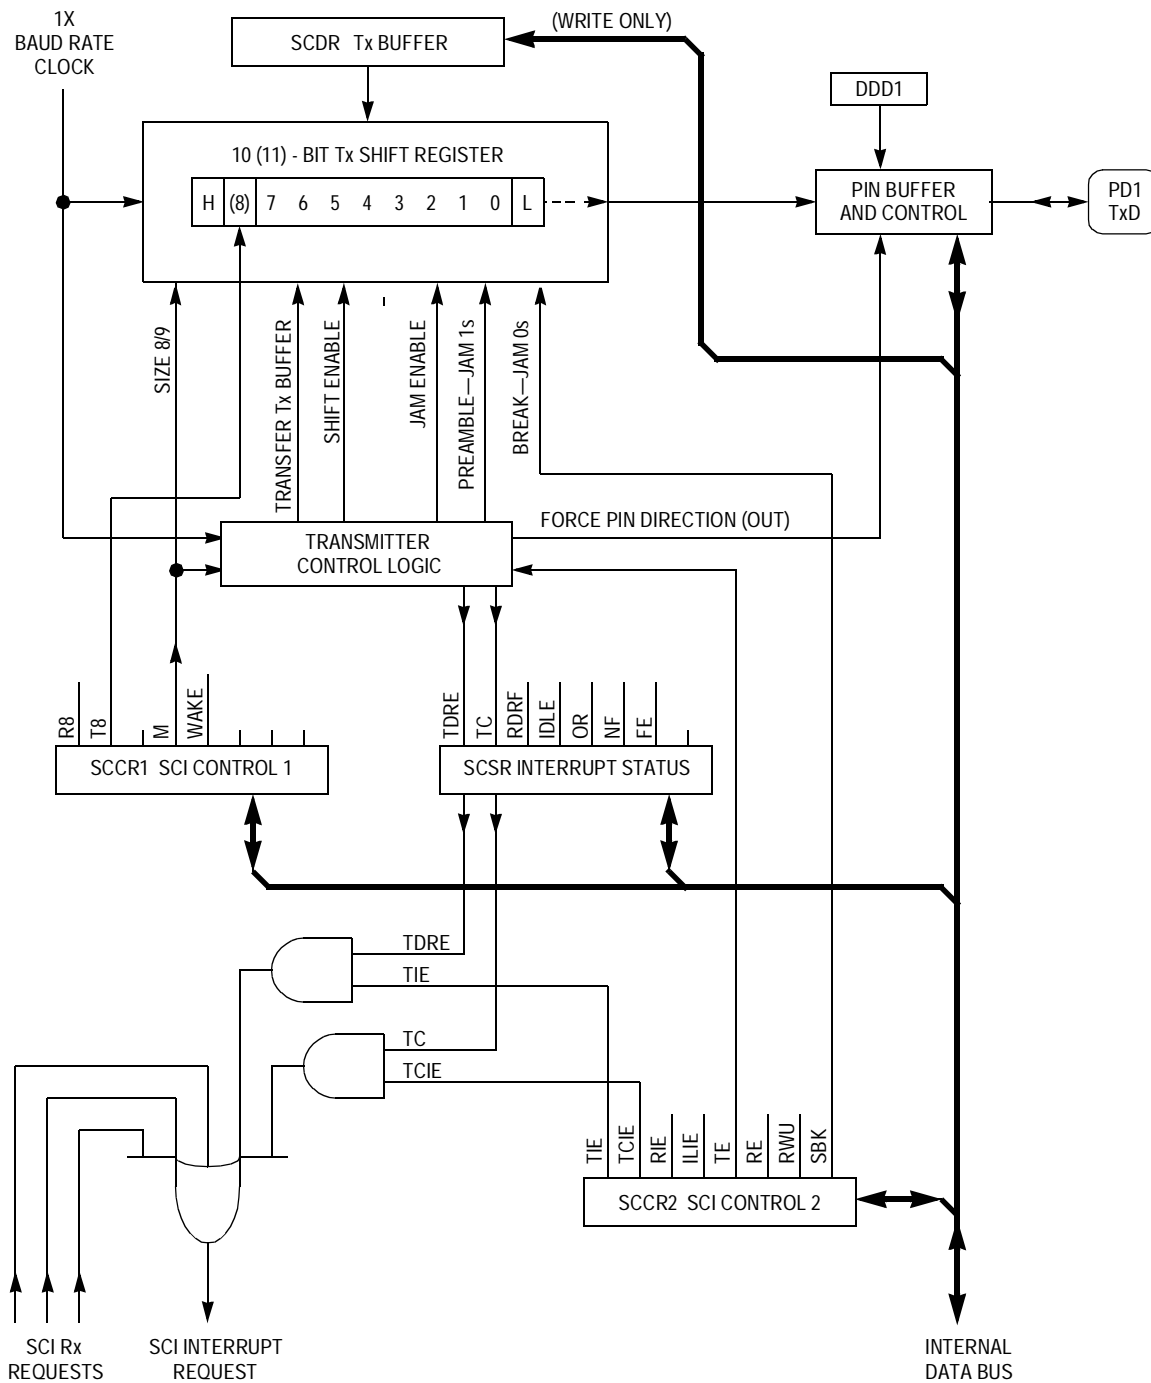 1X
BAUD RATE
CLOCK
SCDR Tx BUFFER
(WRITE ONLY)
DDD1
10 (11) - BIT Tx SHIFT REGISTER
H (8) 7 6 5 4 3 2 1 0 L
PIN BUFFER
AND CONTROL
PD1
TxD
SIZE 8/9
TRANSFER Tx BUFFER
SHIFT ENABLE
JAM ENABLE
PREAMBLE—JAM 1s
BREAK—JAM 0s
FORCE PIN DIRECTION (OUT)
TRANSMITTER
CONTROL LOGIC
R8
T8
M
WAKE
TDRE
TC
RDRF
IDLE
OR
NF
FE
SCCR1 SCI CONTROL 1
SCSR INTERRUPT STATUS
TDRE
TIE
TC
TCIE
TIE
TCIE
RIE
ILIE
TE
RE
RWU
SBK
SCCR2 SCI CONTROL 2
SCI Rx
REQUESTS
SCI INTERRUPT
REQUEST
INTERNAL
DATA BUS